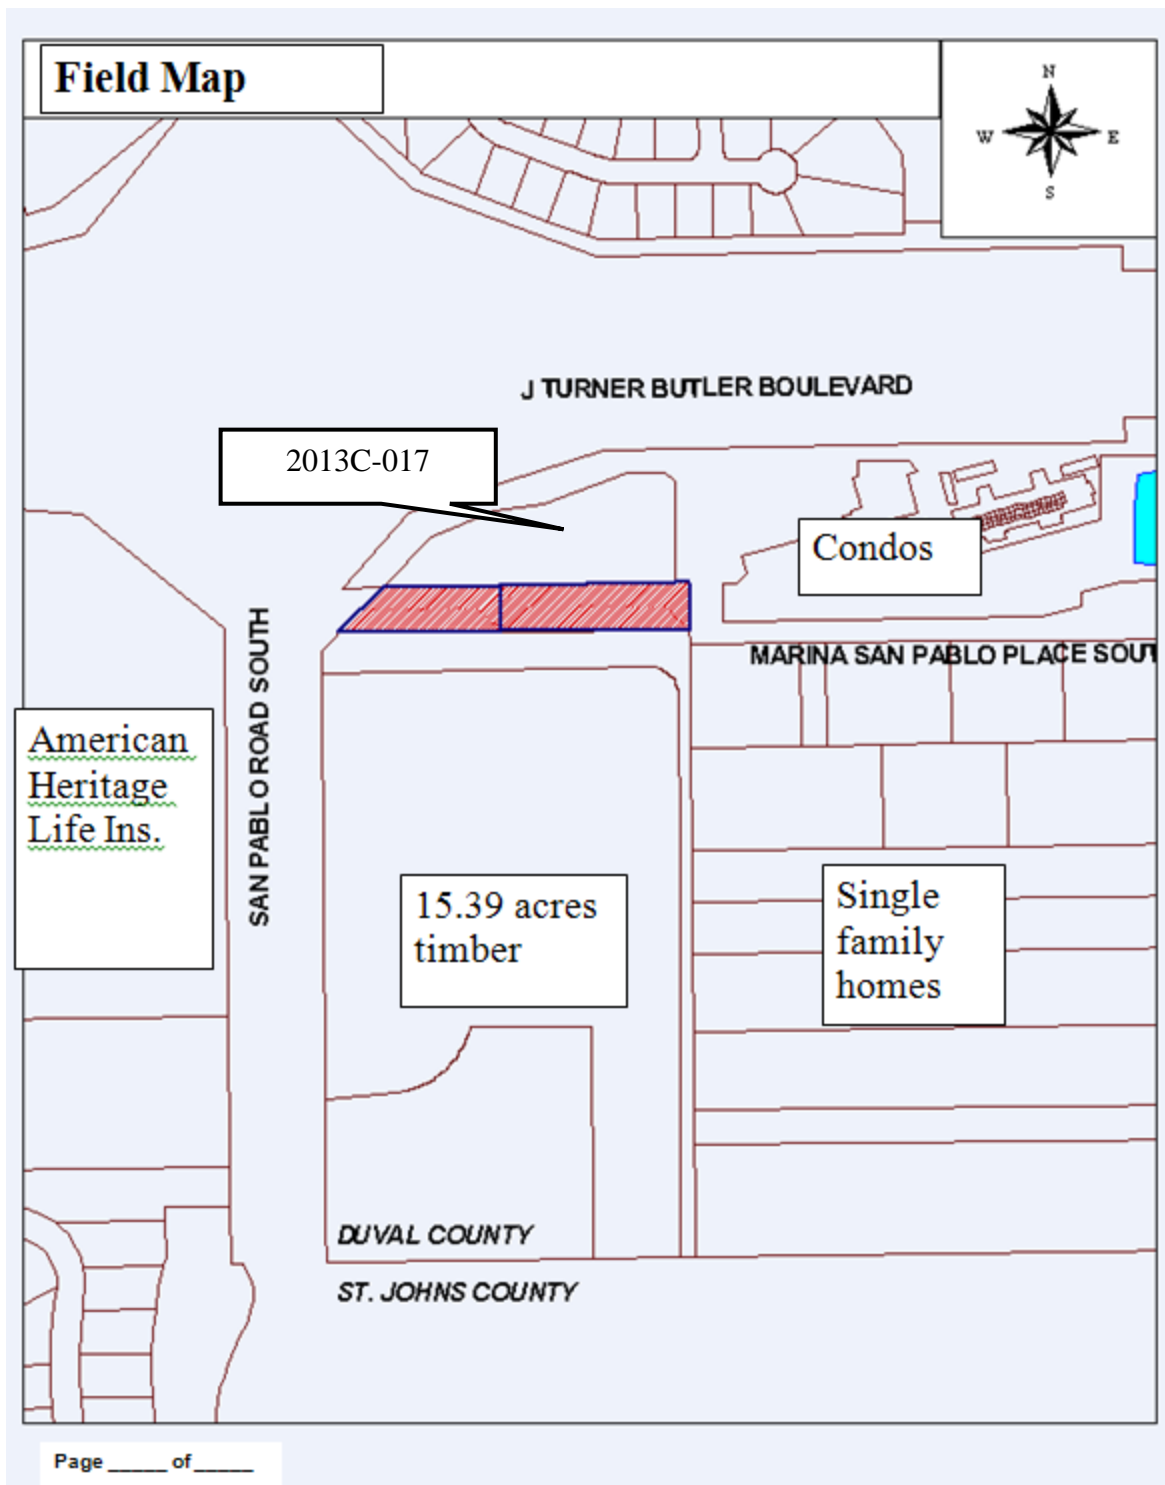 Field Map
N
W E
S
J TURNER BUTLER BOULEVARD
2013C-017
Condos
MARINA SAN PABLO PLACE SOUT
SAN PABLO ROAD SOUTH
American
Heritage
Life Ins.
15.39 acres
timber
Single
family
homes
DUVAL COUNTY
ST. JOHNS COUNTY
Page _____ of _____